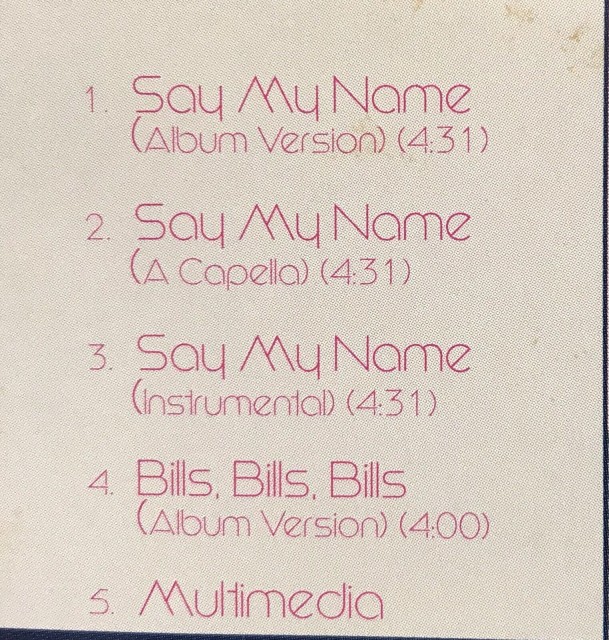 1. Say My Name
(Album Version) (4:31)
2. Say My Name
(A Capella) (4:31)
3. Say My Name
(Instrumental) (4:31)
4. Bills, Bills, Bills
(Album Version) (4:00)
5. Multimedia